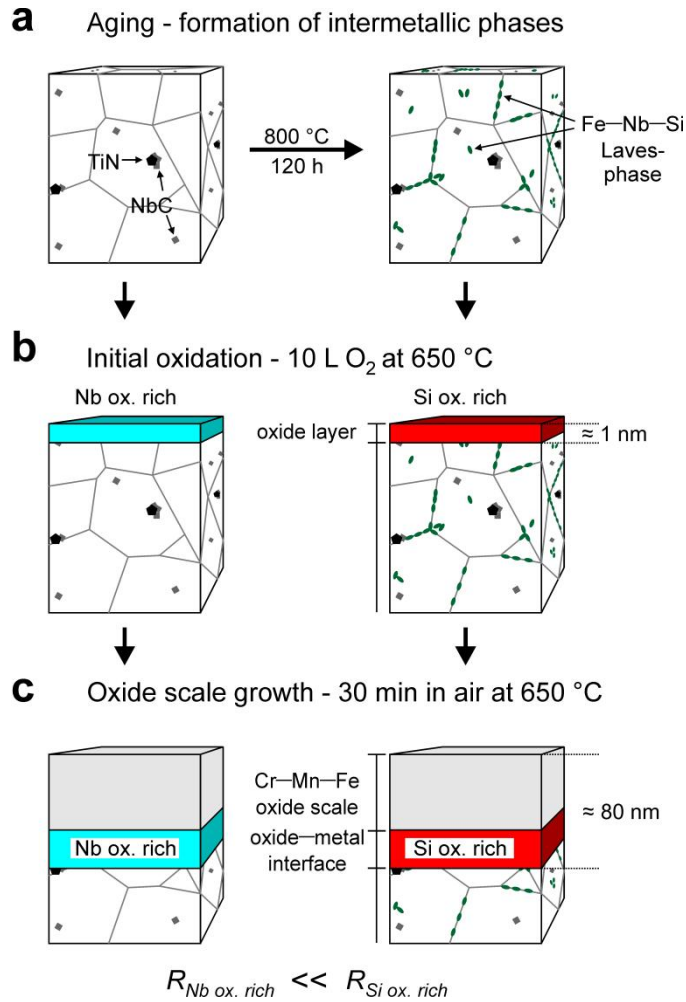 a
Aging - formation of intermetallic phases
TiN
NbC
800 °C
120 h
Fe—Nb—Si
Laves-
phase
b
Initial oxidation - 10 L O₂ at 650 °C
Nb ox. rich
Si ox. rich
oxide layer
≈ 1 nm
c
Oxide scale growth - 30 min in air at 650 °C
Cr—Mn—Fe
oxide scale
≈ 80 nm
Nb ox. rich
oxide—metal
interface
Si ox. rich
R Nb ox. rich << R Si ox. rich